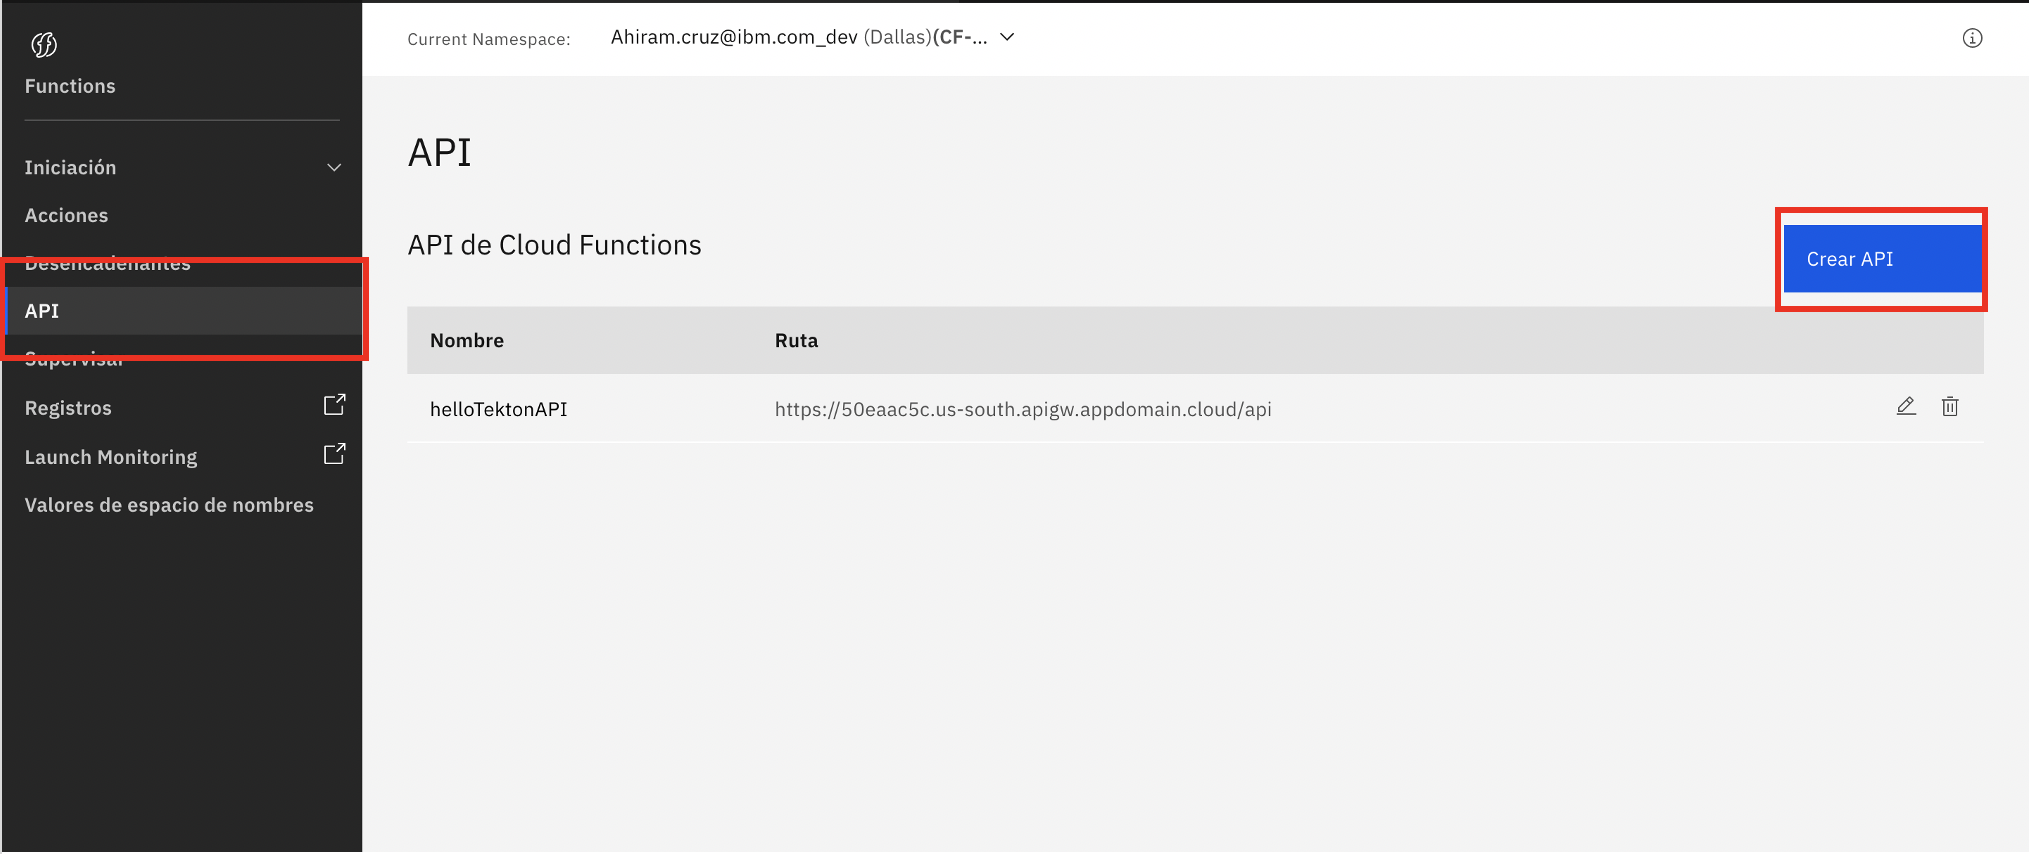 Functions
Iniciación
Acciones
Desencadenantes
API
Supervisar
Registros
Launch Monitoring
Valores de espacio de nombres
Current Namespace: Ahiram.cruz@ibm.com_dev (Dallas)(CF-...
API
API de Cloud Functions
Crear API
Nombre Ruta
helloTektonAPI https://50eaac5c.us-south.apigw.appdomain.cloud/api